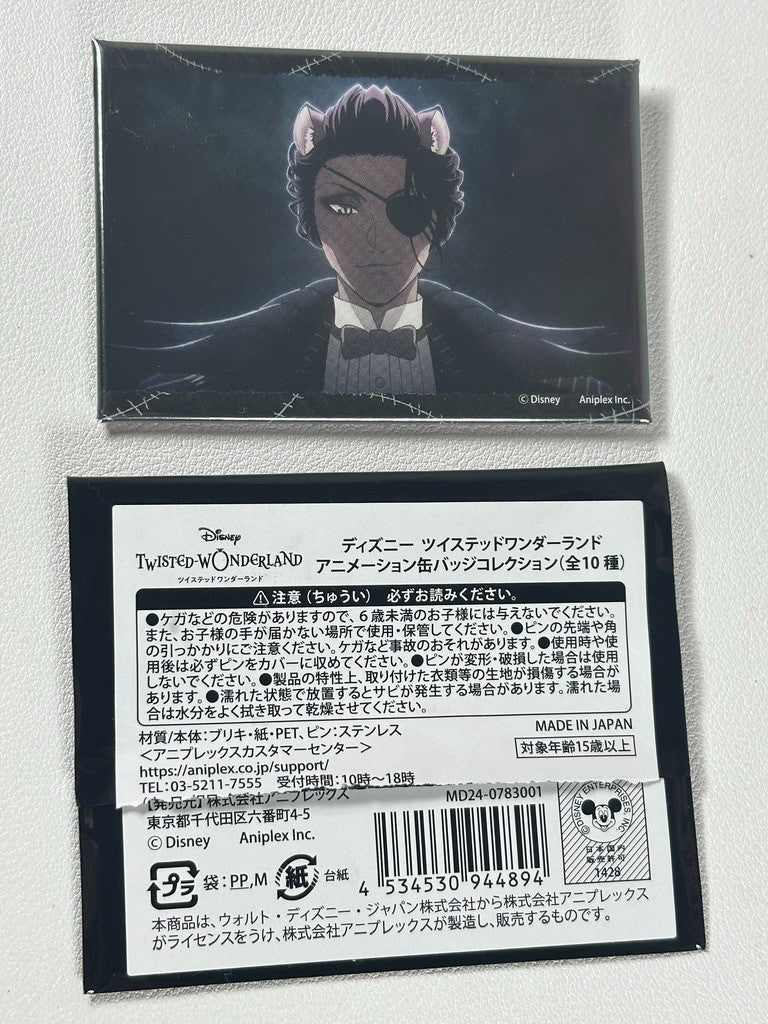 © Disney Aniplex Inc.
Disney
TWISTED-WONDERLAND
ツイステッドワンダーランド
ディズニー ツイステッドワンダーランド
アニメーション缶バッジコレクション(全10種)
⚠注意(ちゅうい) 必ずお読みください。
●ケガなどの危険がありますので、6歳未満のお子様には与えないでください。
また、お子様の手が届かない場所で使用・保管してください。●ピンの先端や角
の引っかかりにご注意ください。ケガなど事故のおそれがあります。●使用時や使
用後は必ずピンをカバーに収めてください。●ピンが変形・破損した場合は使用
しないでください。●製品の特性上、取り付けた衣類等の生地が損傷する場合が
あります。●濡れた状態で放置するとサビが発生する場合があります。濡れた場
合は水分をよく拭き取って乾燥させてください。
材質/本体:ブリキ・紙・PET、ピン:ステンレス
MADE IN JAPAN
<アニプレックスカスタマーセンター>
対象年齢15歳以上
https://aniplex.co.jp/support/
TEL:03-5211-7555 受付時間:10時〜18時
【発売元】株式会社アニプレックス
MD24-0783001
東京都千代田区六番町4-5
© Disney Aniplex Inc.
プラ 袋:PP,M 紙 台紙
4 534530 944894
©DISNEY ENTERPRISES, INC.
日本国内
販売許可
1428
本商品は、ウォルト・ディズニー・ジャパン株式会社から株式会社アニプレックス
がライセンスをうけ、株式会社アニプレックスが製造し、販売するものです。